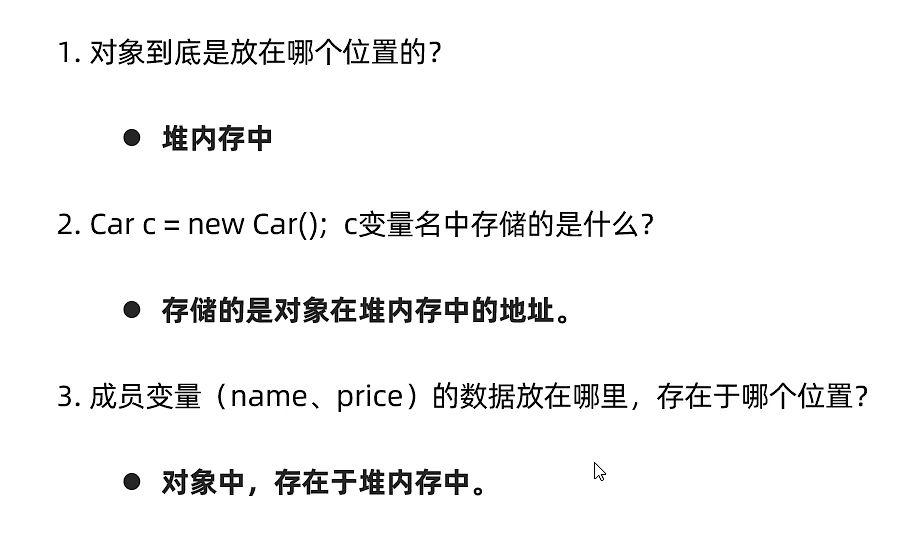 1. 对象到底是放在哪个位置的？
● 堆内存中
2. Car c = new Car(); c变量名中存储的是什么？
● 存储的是对象在堆内存中的地址。
3. 成员变量（name、price）的数据放在哪里，存在于哪个位置？
● 对象中，存在于堆内存中。